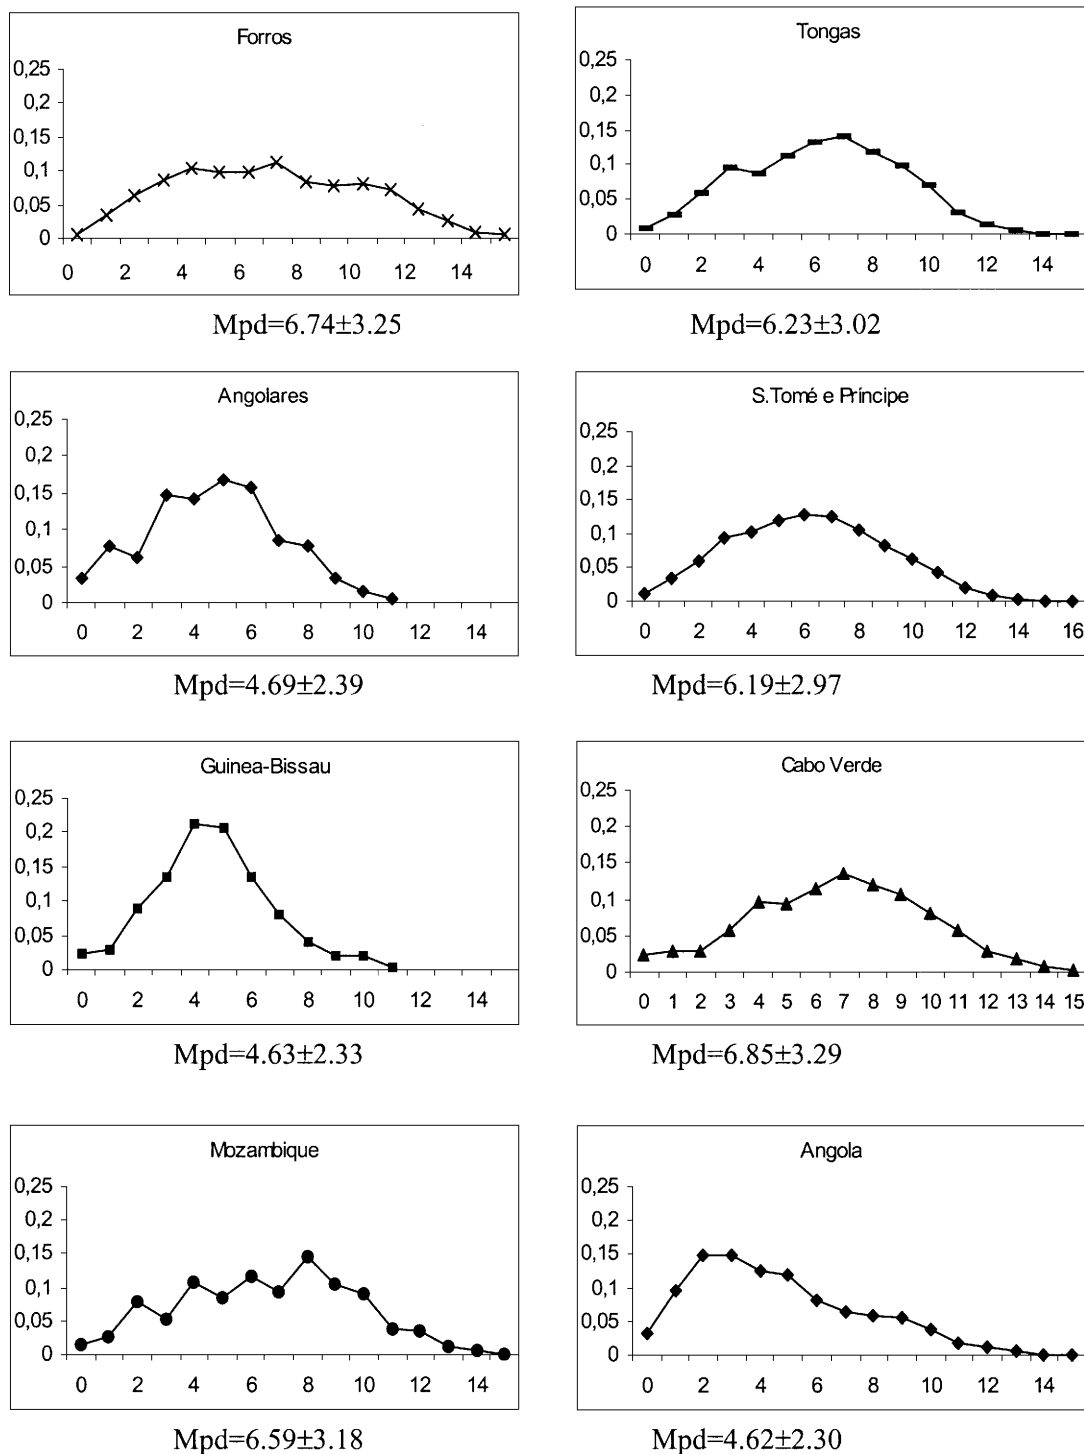 Forros
0,25
0,2
0,15
0,1
0,05
0
0 2 4 6 8 10 12 14
Mpd=6.74±3.25
Tongas
0,25
0,2
0,15
0,1
0,05
0
0 2 4 6 8 10 12 14
Mpd=6.23±3.02
Angolares
0,25
0,2
0,15
0,1
0,05
0
0 2 4 6 8 10 12 14
Mpd=4.69±2.39
S.Tomé e Príncipe
0,25
0,2
0,15
0,1
0,05
0
0 2 4 6 8 10 12 14 16
Mpd=6.19±2.97
Guinea-Bissau
0,25
0,2
0,15
0,1
0,05
0
0 2 4 6 8 10 12 14
Mpd=4.63±2.33
Cabo Verde
0,25
0,2
0,15
0,1
0,05
0
0 1 2 3 4 5 6 7 8 9 10 11 12 13 14 15
Mpd=6.85±3.29
Mozambique
0,25
0,2
0,15
0,1
0,05
0
0 2 4 6 8 10 12 14
Mpd=6.59±3.18
Angola
0,25
0,2
0,15
0,1
0,05
0
0 2 4 6 8 10 12 14
Mpd=4.62±2.30